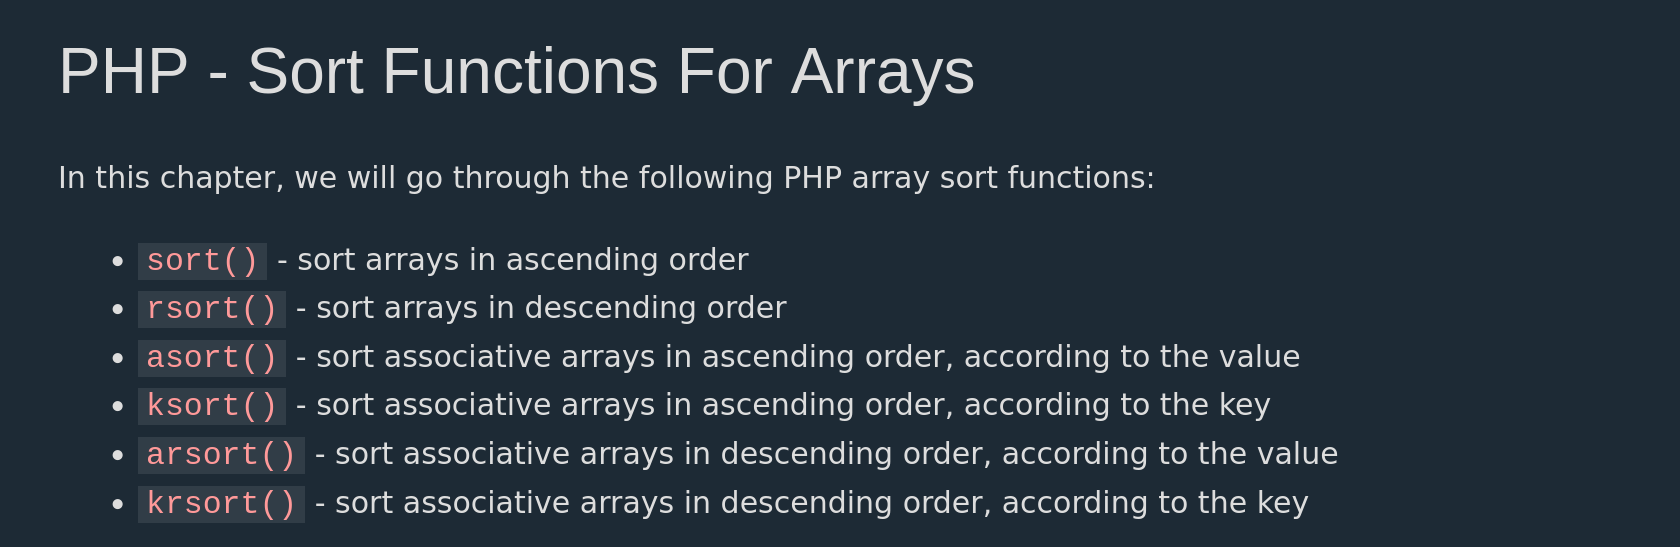 PHP - Sort Functions For Arrays
In this chapter, we will go through the following PHP array sort functions:
• sort() - sort arrays in ascending order
• rsort() - sort arrays in descending order
• asort() - sort associative arrays in ascending order, according to the value
• ksort() - sort associative arrays in ascending order, according to the key
• arsort() - sort associative arrays in descending order, according to the value
• krsort() - sort associative arrays in descending order, according to the key